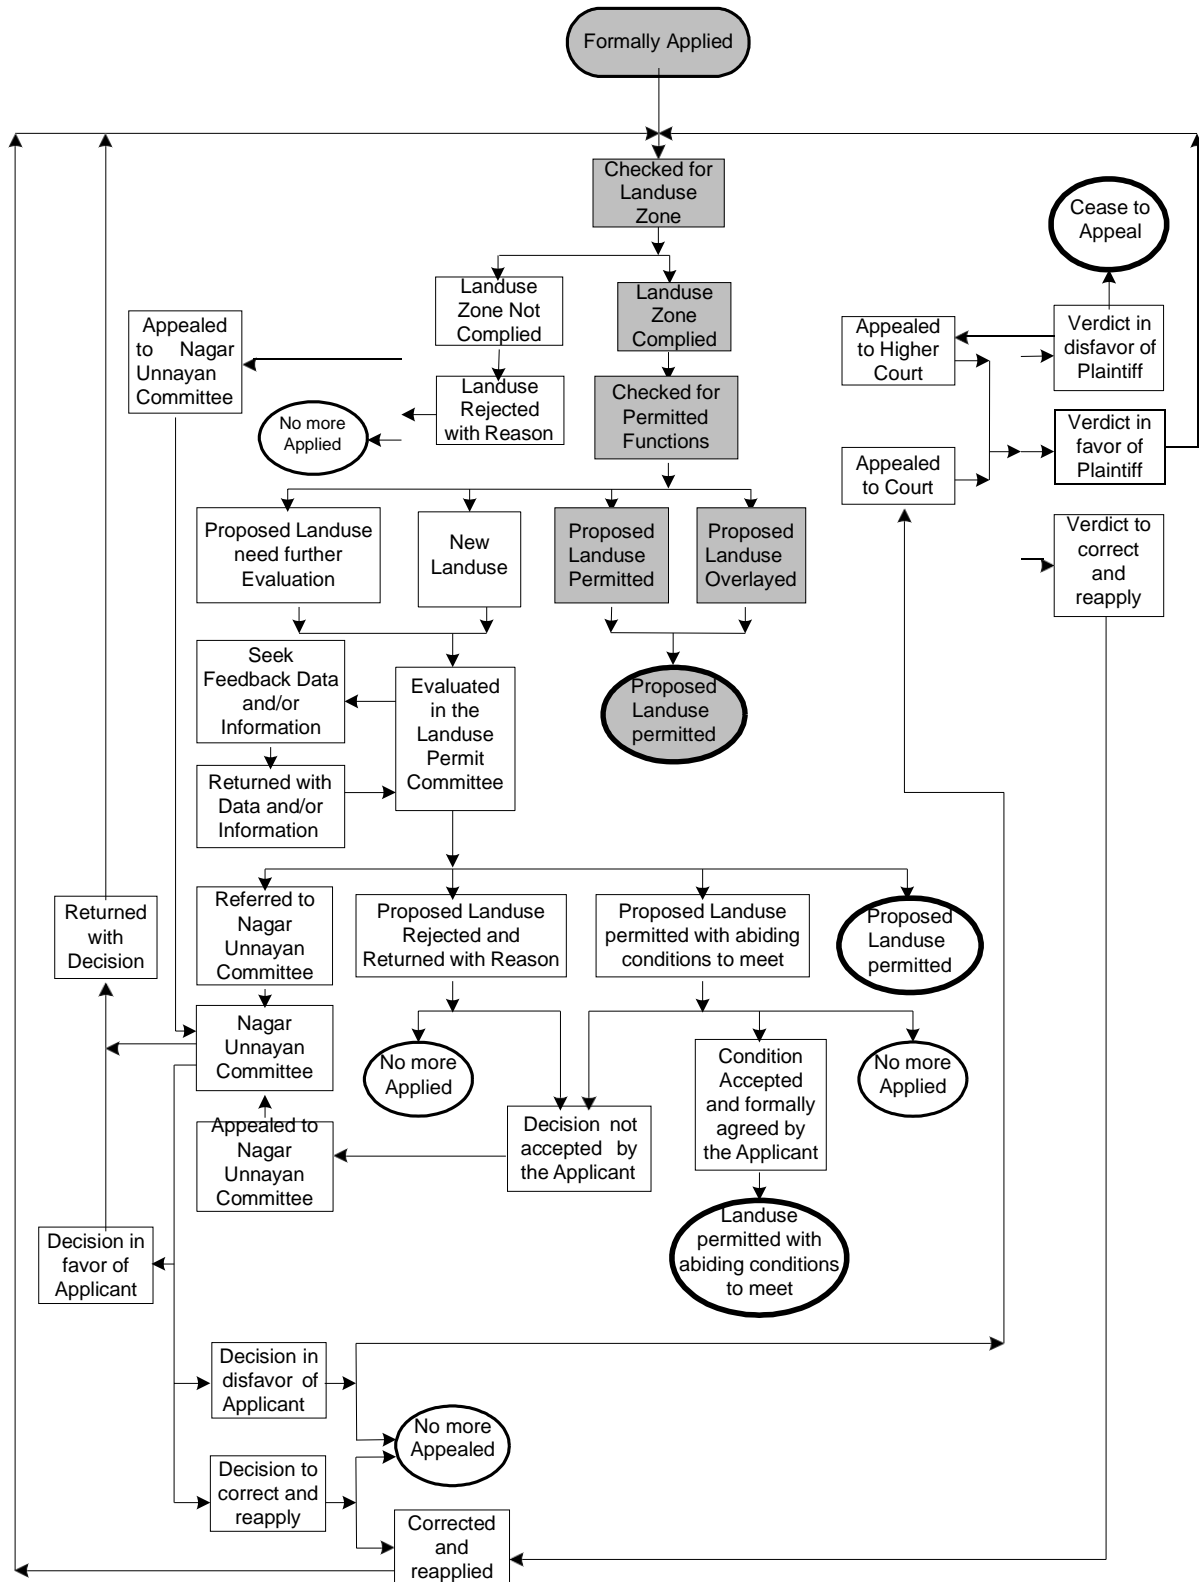 Formally Applied
Checked for
Landuse
Zone
Cease to
Appeal
Landuse
Zone Not
Complied
Landuse
Zone
Complied
Appealed
to Nagar
Unnayan
Committee
Appealed
to Higher
Court
Verdict in
disfavor of
Plaintiff
Landuse
Rejected
with Reason
Checked for
Permitted
Functions
No more
Applied
Verdict in
favor of
Plaintiff
Appealed
to Court
Proposed Landuse
need further
Evaluation
New
Landuse
Proposed
Landuse
Permitted
Proposed
Landuse
Overlayed
Verdict to
correct
and
reapply
Seek
Feedback Data
and/or
Information
Evaluated
in the
Landuse
Permit
Committee
Proposed
Landuse
permitted
Returned with
Data and/or
Information
Returned
with
Decision
Referred to
Nagar
Unnayan
Committee
Proposed Landuse
Rejected and
Returned with Reason
Proposed Landuse
permitted with abiding
conditions to meet
Proposed
Landuse
permitted
Nagar
Unnayan
Committee
No more
Applied
Condition
Accepted
and formally
agreed by
the Applicant
No more
Applied
Appealed to
Nagar
Unnayan
Committee
Decision not
accepted by
the Applicant
Landuse
permitted with
abiding conditions
to meet
Decision in
favor of
Applicant
Decision in
disfavor of
Applicant
No more
Appealed
Decision to
correct and
reapply
Corrected
and
reapplied